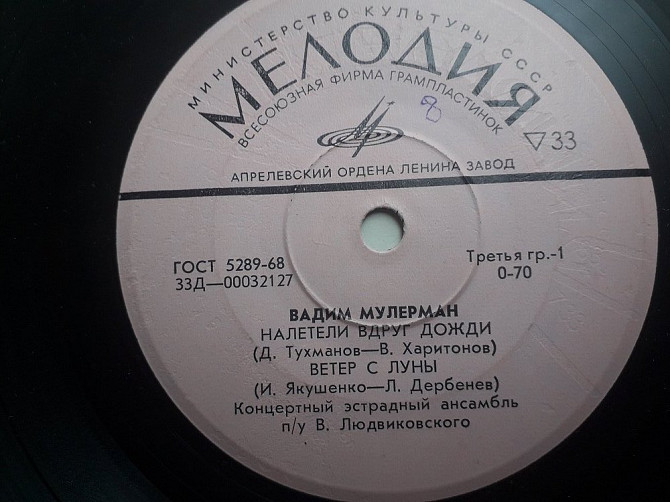 МИНИСТЕРСТВО КУЛЬТУРЫ СССР
МЕЛОДИЯ
ВСЕСОЮЗНАЯ ФИРМА ГРАМПЛАСТИНОК
8
▽33
АПРЕЛЕВСКИЙ ОРДЕНА ЛЕНИНА ЗАВОД
ГОСТ 5289-68
33Д—00032127
Третья гр.-1
0-70
ВАДИМ МУЛЕРМАН
НАЛЕТЕЛИ ВДРУГ ДОЖДИ
(Д. Тухманов—В. Харитонов)
ВЕТЕР С ЛУНЫ
(И. Якушенко—Л. Дербенев)
Концертный эстрадный ансамбль
п/у В. Людвиковского